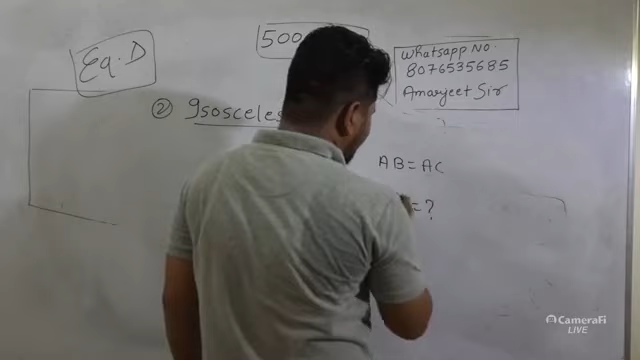 Eq. D
500
Whatsapp No.
8076535685
Amarjeet Sir
② Isosceles
AB = AC
= ?
CameraFi
LIVE